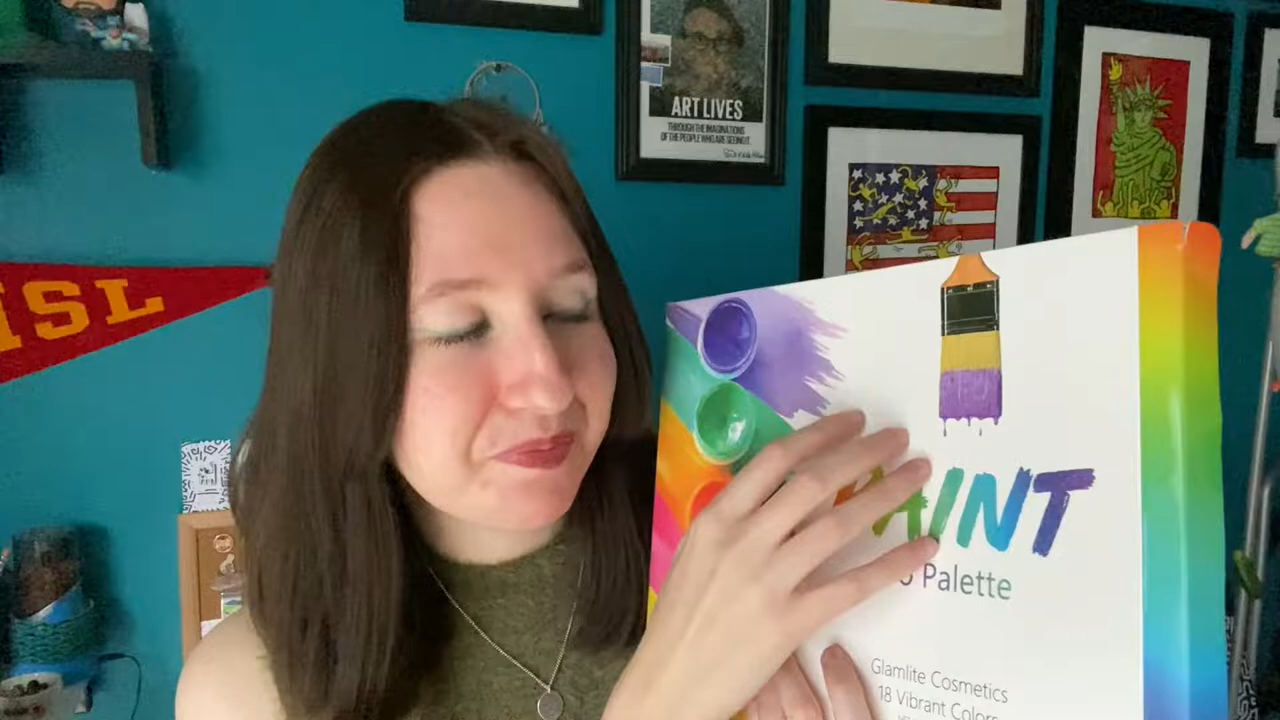 ART LIVES
THROUGH THE IMAGINATIONS
OF THE PEOPLE WHO ARE SEEING IT.
ISL
AINT
Palette
Glamlite Cosmetics
18 Vibrant Colors